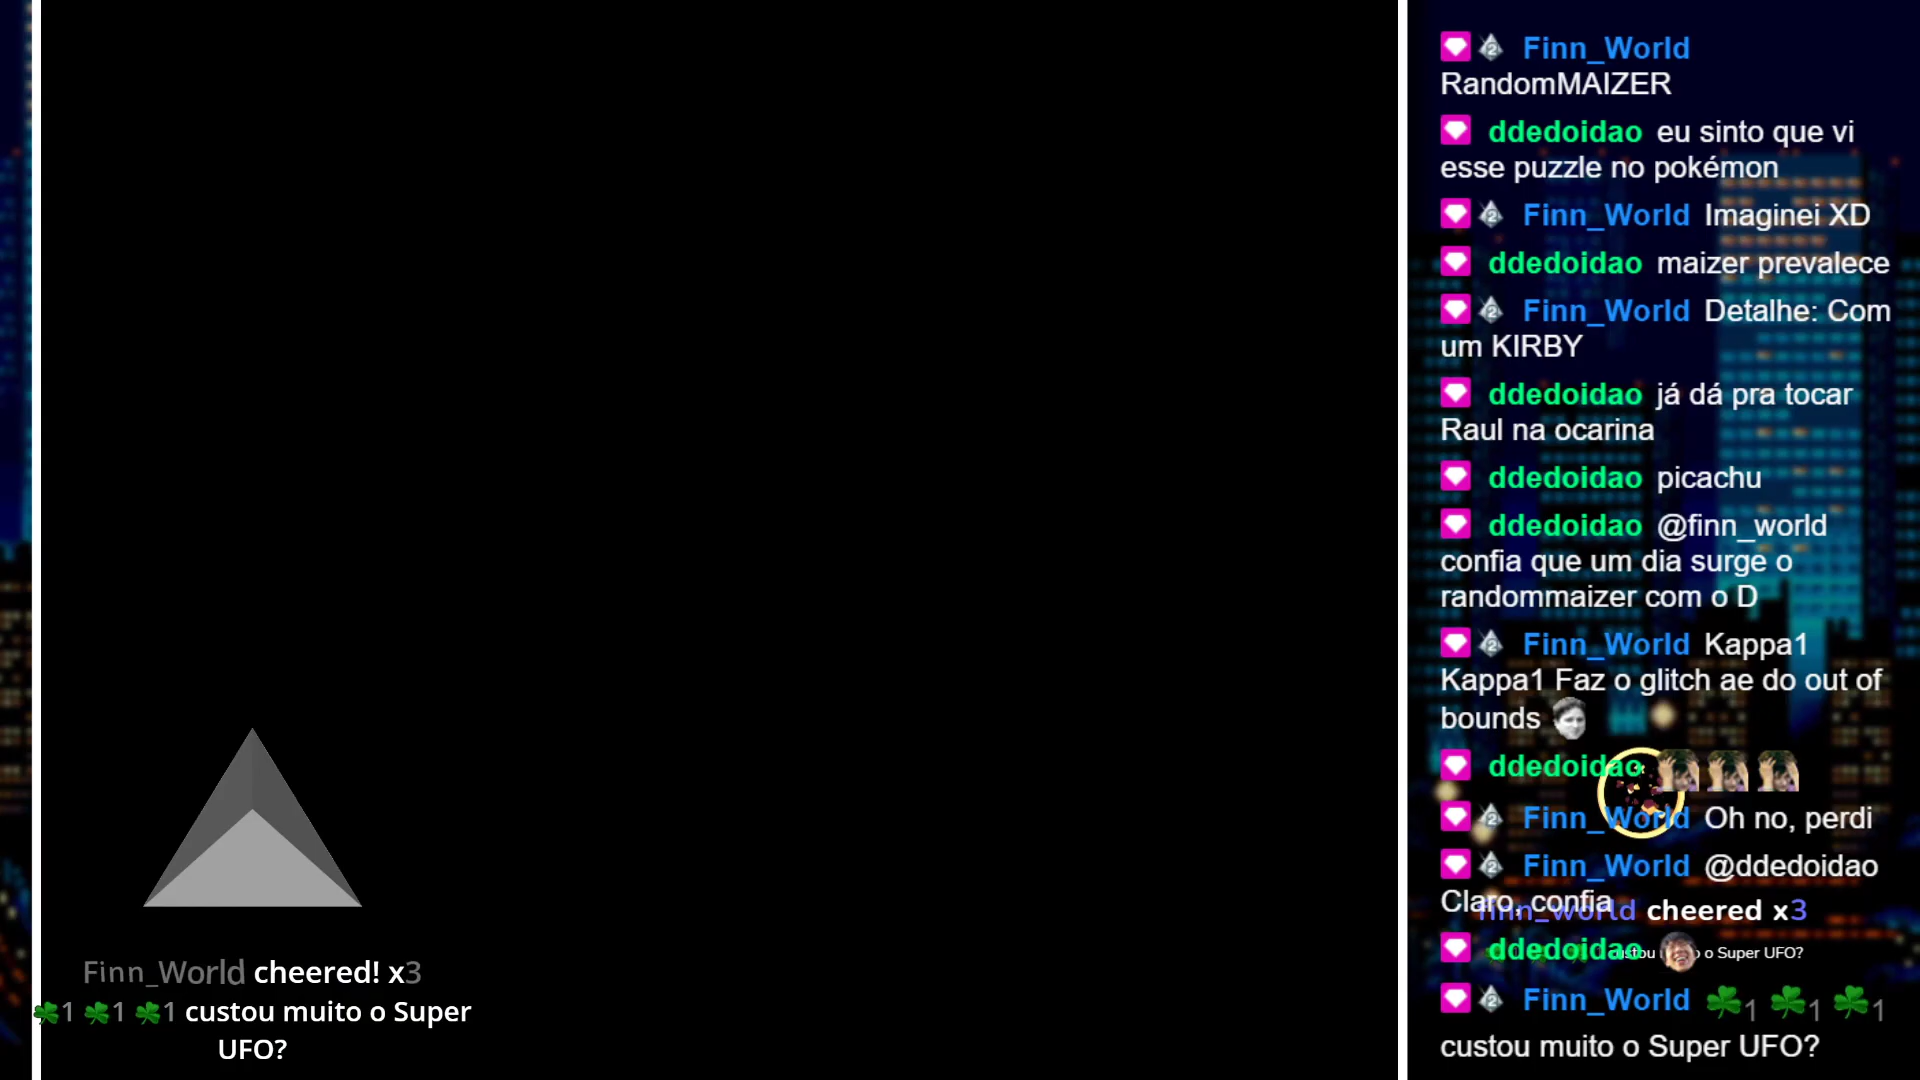 Finn_World
RandomMAIZER
ddedoidao eu sinto que vi
esse puzzle no pokémon
Finn_World Imaginei XD
ddedoidao maizer prevalece
Finn_World Detalhe: Com
um KIRBY
ddedoidao já dá pra tocar
Raul na ocarina
ddedoidao picachu
ddedoidao @finn_world
confia que um dia surge o
randommaizer com o D
Finn_World Kappa1
Kappa1 Faz o glitch ae do out of
bounds
ddedoidao
Finn_World Oh no, perdi
Finn_World @ddedoidao
Claro, confia
finn_world cheered x3
ddedoidao
o Super UFO?
Finn_World 1 1 1
custou muito o Super UFO?
Finn_World cheered! x3
1 1 1 custou muito o Super
UFO?